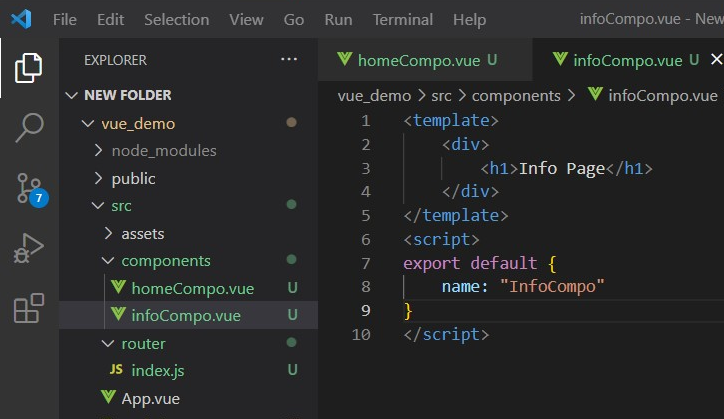 File Edit Selection View Go Run Terminal infoCompo.vue - New
EXPLORER ...
NEW FOLDER
vue_demo
node_modules
public
src
assets
components
homeCompo.vue U
infoCompo.vue U
router
JS index.js U
App.vue
7
homeCompo.vue U infoCompo.vue U
vue_demo > src > components > infoCompo.vue
1 <template>
2 <div>
3 <h1>Info Page</h1>
4 </div>
5 </template>
6 <script>
7 export default {
8 name: "InfoCompo"
9 }
10 </script>